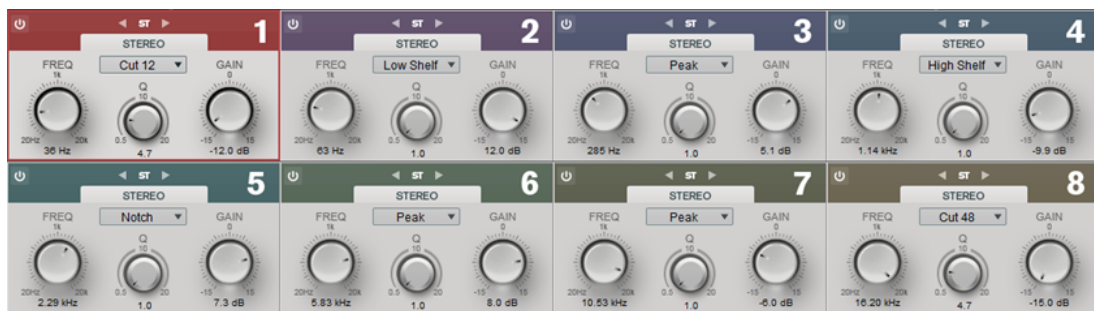 ST 1
STEREO
FREQ Cut 12 GAIN
1k Q 0
10
20Hz 20k 0.5 20 -15 15
36 Hz 4.7 -12.0 dB
ST 2
STEREO
FREQ Low Shelf GAIN
1k Q 0
10
20Hz 20k 0.5 20 -15 15
63 Hz 1.0 12.0 dB
ST 3
STEREO
FREQ Peak GAIN
1k Q 0
10
20Hz 20k 0.5 20 -15 15
285 Hz 1.0 5.1 dB
ST 4
STEREO
FREQ High Shelf GAIN
1k Q 0
10
20Hz 20k 0.5 20 -15 15
1.14 kHz 1.0 -9.9 dB
ST 5
STEREO
FREQ Notch GAIN
1k Q 0
10
20Hz 20k 0.5 20 -15 15
2.29 kHz 1.0 7.3 dB
ST 6
STEREO
FREQ Peak GAIN
1k Q 0
10
20Hz 20k 0.5 20 -15 15
5.83 kHz 1.0 8.0 dB
ST 7
STEREO
FREQ Peak GAIN
1k Q 0
10
20Hz 20k 0.5 20 -15 15
10.53 kHz 1.0 -6.0 dB
ST 8
STEREO
FREQ Cut 48 GAIN
1k Q 0
10
20Hz 20k 0.5 20 -15 15
16.20 kHz 4.7 -15.0 dB